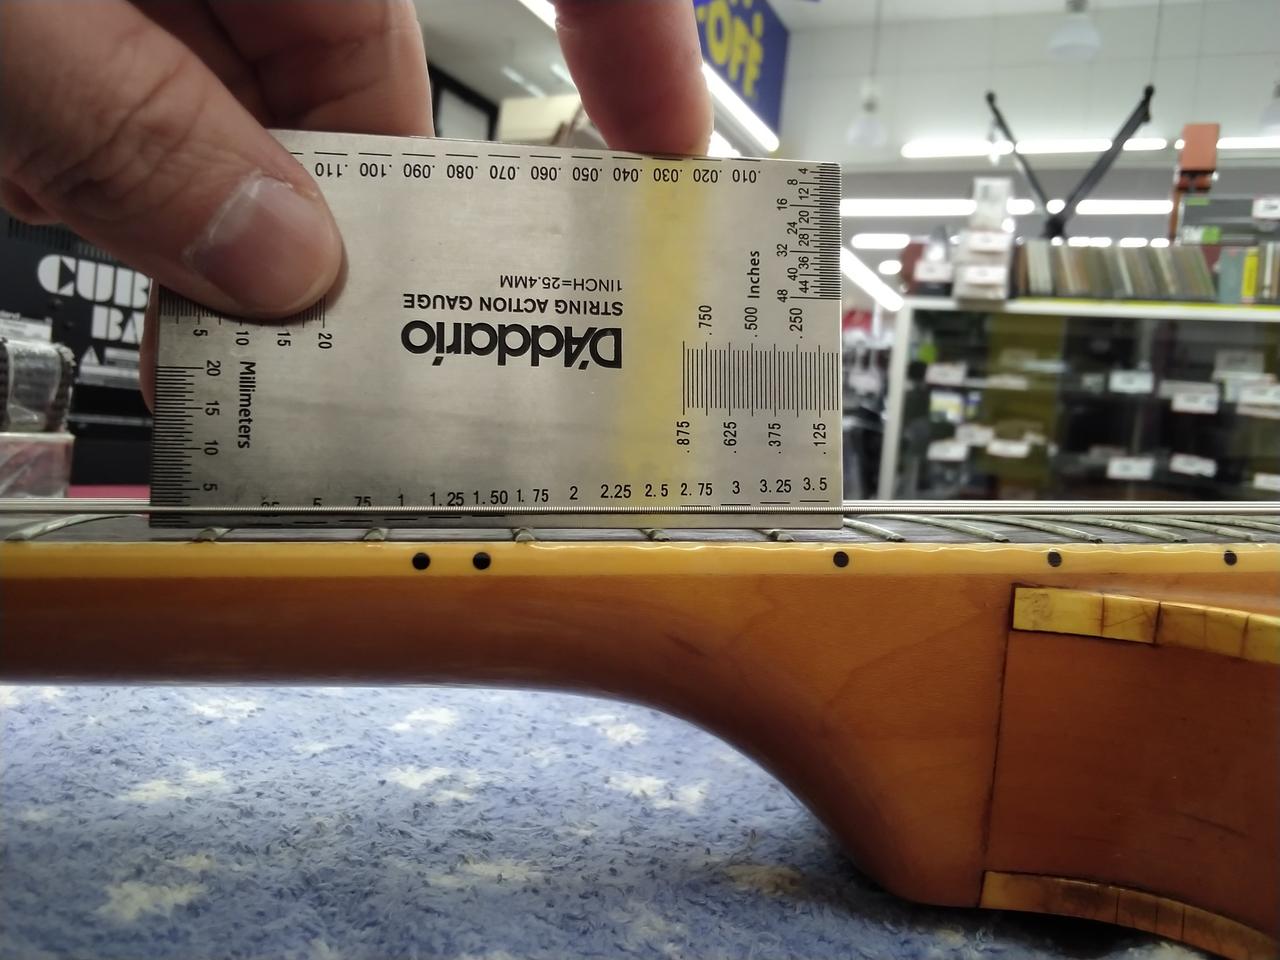 OFF
.110 .100 .090 .080 .070 .060 .050 .040 .030 .020 .010
4
8
12
16
20
24
28
32
36
40
44
48
Inches
1INCH=25.4MM
STRING ACTION GAUGE
D'Addario
.750 .500 .250
.875 .625 .375 .125
5 10 15 20
20 15 10 5
Millimeters
.5 .75 1 1.25 1.50 1.75 2 2.25 2.5 2.75 3 3.25 3.5
CUB
BA